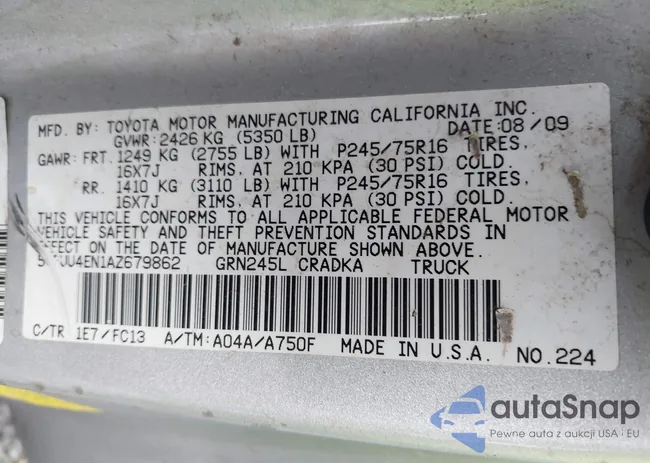 MFD. BY: TOYOTA MOTOR MANUFACTURING CALIFORNIA INC.
GVWR: 2426 KG (5350 LB) DATE: 08/09
GAWR: FRT. 1249 KG (2755 LB) WITH P245/75R16 TIRES,
16X7J RIMS, AT 210 KPA (30 PSI) COLD.
RR. 1410 KG (3110 LB) WITH P245/75R16 TIRES,
16X7J RIMS, AT 210 KPA (30 PSI) COLD.
THIS VEHICLE CONFORMS TO ALL APPLICABLE FEDERAL MOTOR
VEHICLE SAFETY AND THEFT PREVENTION STANDARDS IN
EFFECT ON THE DATE OF MANUFACTURE SHOWN ABOVE.
GRN245L CRADKA TRUCK
C/TR 1E7/FC13 A/TM: A04A/A750F MADE IN U.S.A. NO.224
autaSnap
Pewne auta z aukcji USA i EU